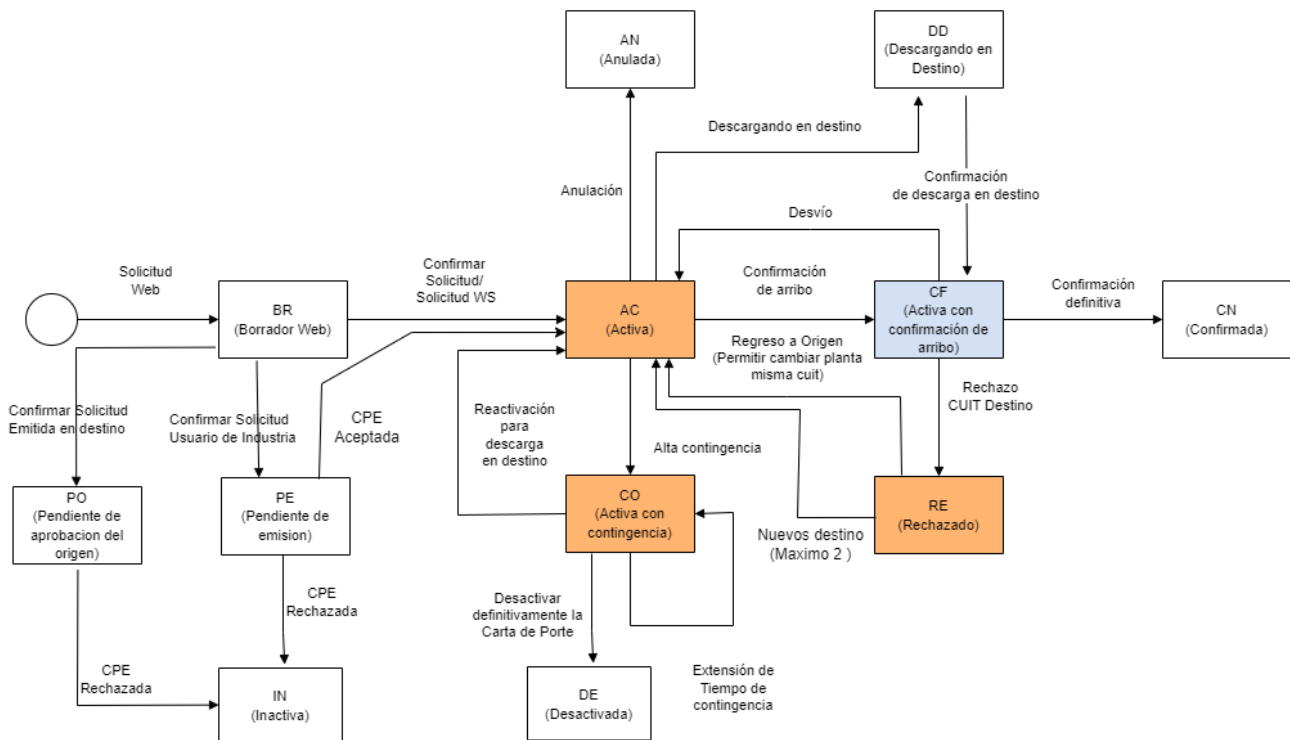 AN
(Anulada)
DD
(Descargando en
Destino)
Descargando en destino
Anulación
Confirmación
de descarga en destino
Desvío
Solicitud
Web
Confirmar
Solicitud/
Solicitud WS
Confirmación
de arribo
Confirmación
definitiva
BR
(Borrador Web)
AC
(Activa)
CF
(Activa con
confirmación de
arribo)
CN
(Confirmada)
Regreso a Origen
(Permitir cambiar planta
misma cuit)
Rechazo
CUIT Destino
Confirmar Solicitud
Emitida en destino
Confirmar Solicitud
Usuario de Industria
CPE
Aceptada
Reactivación
para
descarga
en destino
Alta contingencia
PO
(Pendiente de
aprobacion del
origen)
PE
(Pendiente de
emision)
CO
(Activa con
contingencia)
RE
(Rechazado)
Nuevos destino
(Maximo 2 )
CPE
Rechazada
Desactivar
definitivamente la
Carta de Porte
CPE
Rechazada
IN
(Inactiva)
DE
(Desactivada)
Extensión de
Tiempo de
contingencia